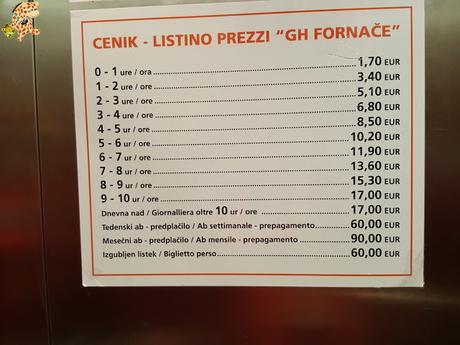 CENIK - LISTINO PREZZI "GH FORNAČE"
0 - 1 ure / ora 1,70 EUR
1 - 2 ure / ore 3,40 EUR
2 - 3 ure / ore 5,10 EUR
3 - 4 ure / ore 6,80 EUR
4 - 5 ur / ore 8,50 EUR
5 - 6 ur / ore 10,20 EUR
6 - 7 ur / ore 11,90 EUR
7 - 8 ur / ore 13,60 EUR
8 - 9 ur / ore 15,30 EUR
9 - 10 ur / ore 17,00 EUR
Dnevna nad / Giornalliera oltre 10 ur / ore 17,00 EUR
Tedenski ab - predplačilo / Ab settimanale - prepagamento 60,00 EUR
Mesečni ab - predplačilo / Ab mensile - prepagamento 90,00 EUR
Izgubljen listek / Biglietto perso 60,00 EUR